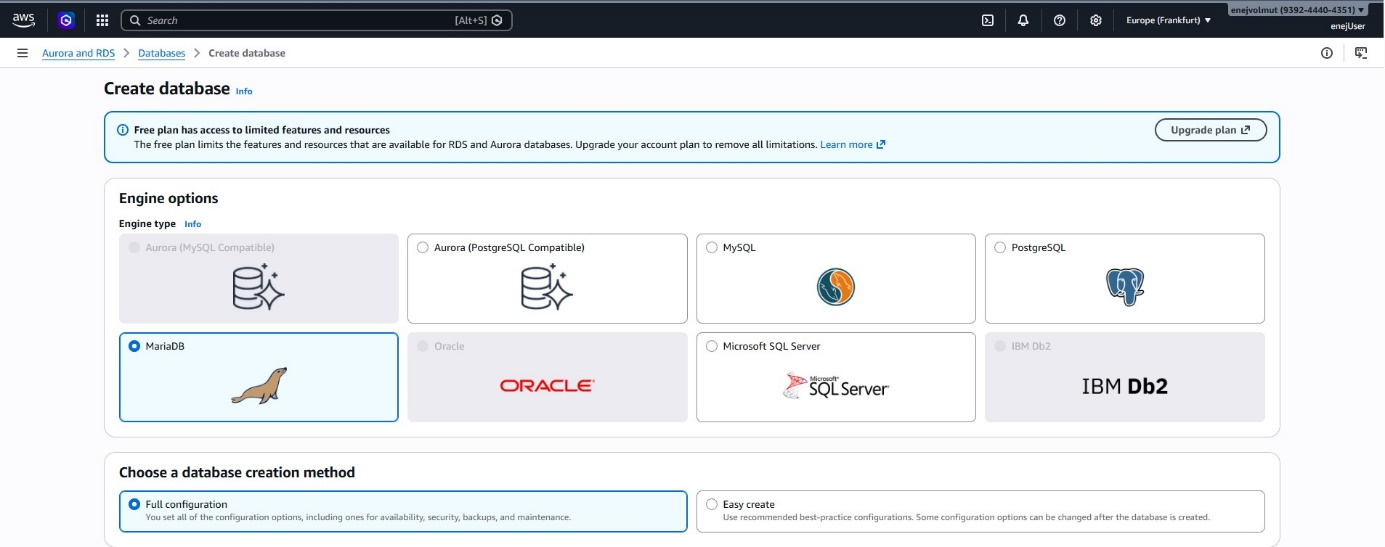 aws
Search
[Alt+S]
Europe (Frankfurt) ▼
enejvolmut (9392-4440-4351) ▼
enejUser
Aurora and RDS > Databases > Create database
Create database Info
Free plan has access to limited features and resources
The free plan limits the features and resources that are available for RDS and Aurora databases. Upgrade your account plan to remove all limitations. Learn more
Upgrade plan
Engine options
Engine type Info
Aurora (MySQL Compatible)
Aurora (PostgreSQL Compatible)
MySQL
PostgreSQL
MariaDB
Oracle
ORACLE
Microsoft SQL Server
Microsoft
SQL Server
IBM Db2
IBM Db2
Choose a database creation method
Full configuration
You set all of the configuration options, including ones for availability, security, backups, and maintenance.
Easy create
Use recommended best-practice configurations. Some configuration options can be changed after the database is created.